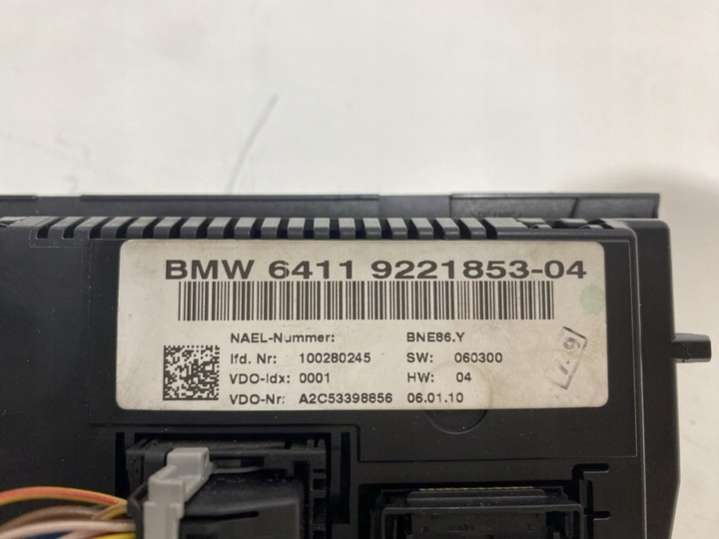 BMW 6411 9221853-04
NAEL-Nummer: BNE86.Y
lfd. Nr: 100280245 SW: 060300
VDO-Idx: 0001 HW: 04
VDO-Nr: A2C53398856 06.01.10